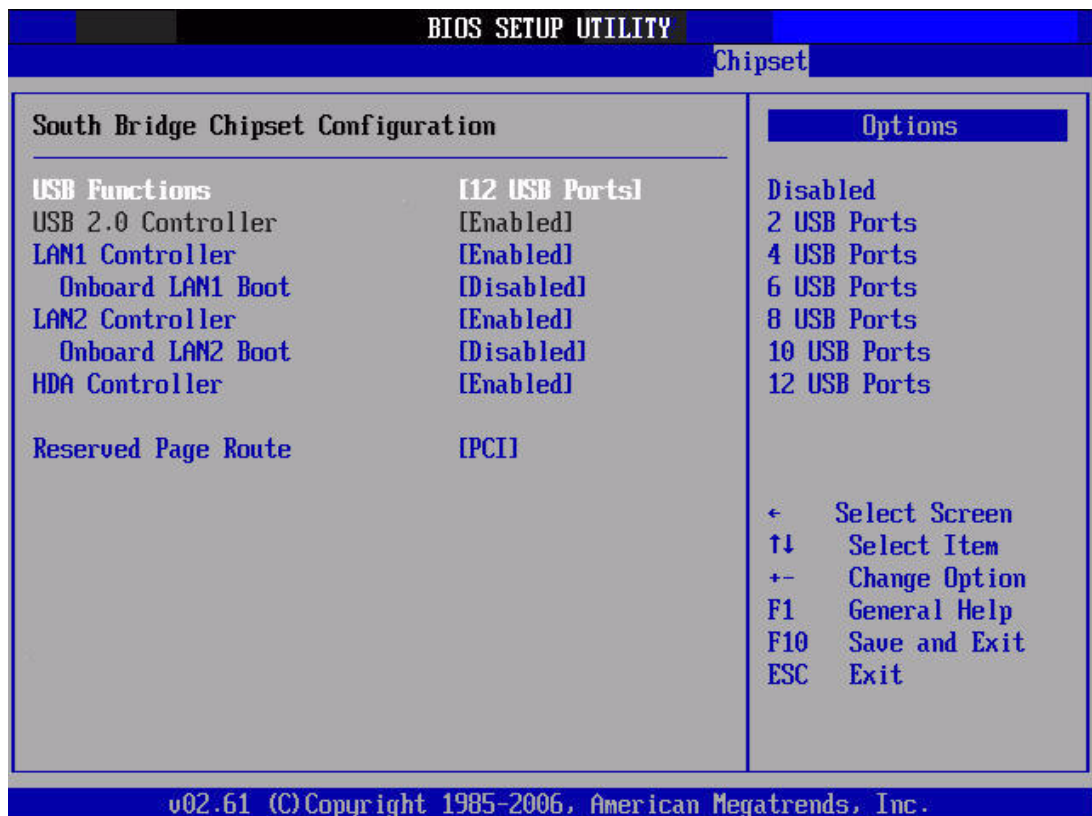 BIOS SETUP UTILITY
Chipset
South Bridge Chipset Configuration
USB Functions [12 USB Ports]
USB 2.0 Controller [Enabled]
LAN1 Controller [Enabled]
Onboard LAN1 Boot [Disabled]
LAN2 Controller [Enabled]
Onboard LAN2 Boot [Disabled]
HDA Controller [Enabled]
Reserved Page Route [PCI]
Options
Disabled
2 USB Ports
4 USB Ports
6 USB Ports
8 USB Ports
10 USB Ports
12 USB Ports
← Select Screen
↑↓ Select Item
+- Change Option
F1 General Help
F10 Save and Exit
ESC Exit
v02.61 (C)Copyright 1985-2006, American Megatrends, Inc.